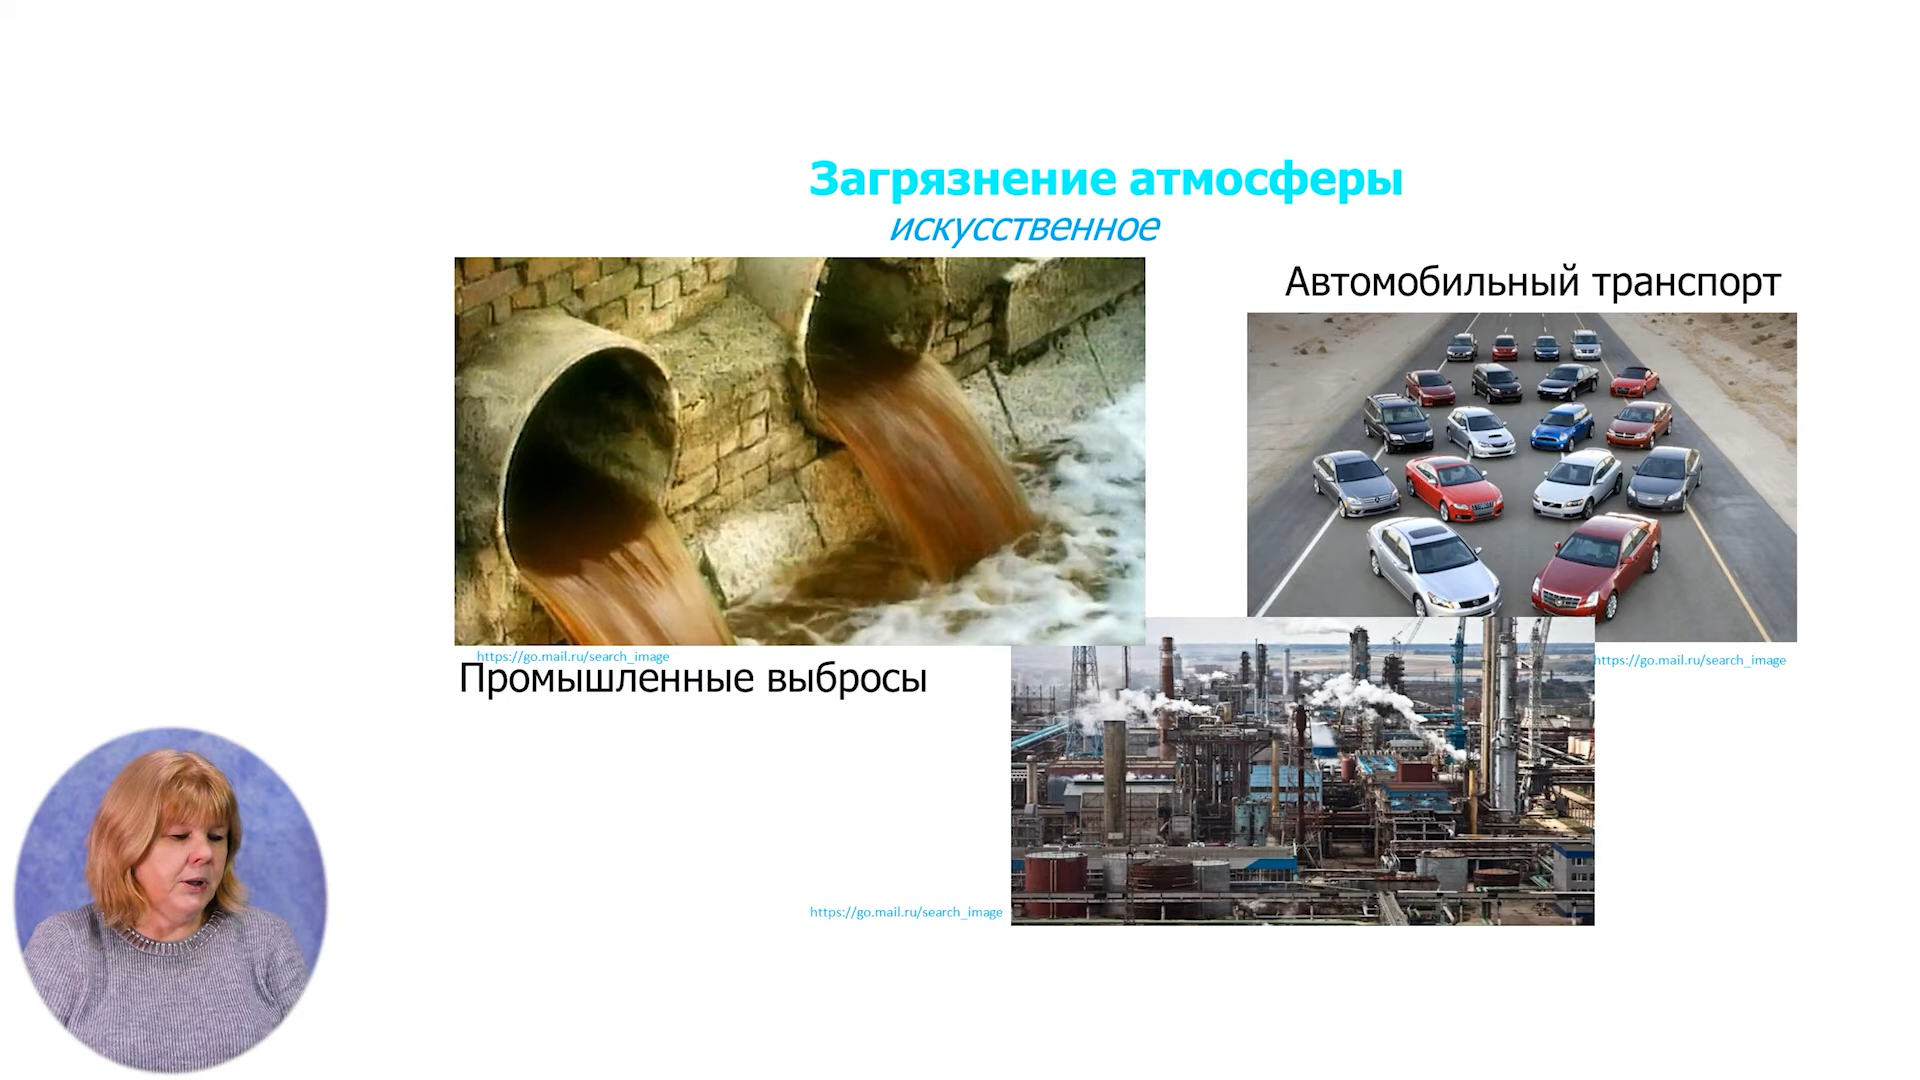 Загрязнение атмосферы
искусственное
Автомобильный транспорт
https://go.mail.ru/search_image
Промышленные выбросы
https://go.mail.ru/search_image
https://go.mail.ru/search_image